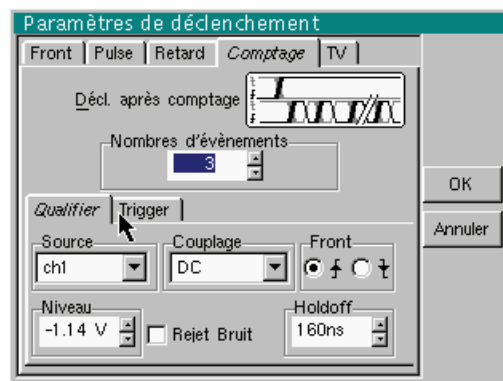 Paramètres de déclenchement
Front Pulse Retard Comptage TV
Décl. après comptage
Nombres d'évènements
3
OK
Qualifier Trigger
Annuler
Source Couplage Front
ch1 DC
Niveau Holdoff
-1.14 V Rejet Bruit 160ns